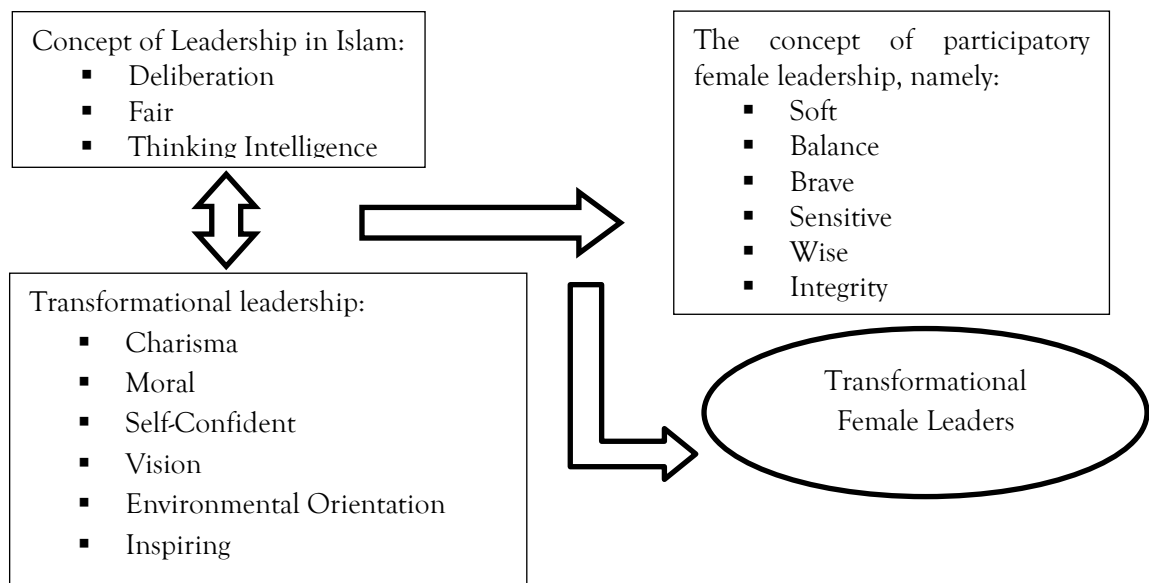 Concept of Leadership in Islam:
▪ Deliberation
▪ Fair
▪ Thinking Intelligence
The concept of participatory
female leadership, namely:
▪ Soft
▪ Balance
▪ Brave
▪ Sensitive
▪ Wise
▪ Integrity
Transformational leadership:
▪ Charisma
▪ Moral
▪ Self-Confident
▪ Vision
▪ Environmental Orientation
▪ Inspiring
Transformational
Female Leaders